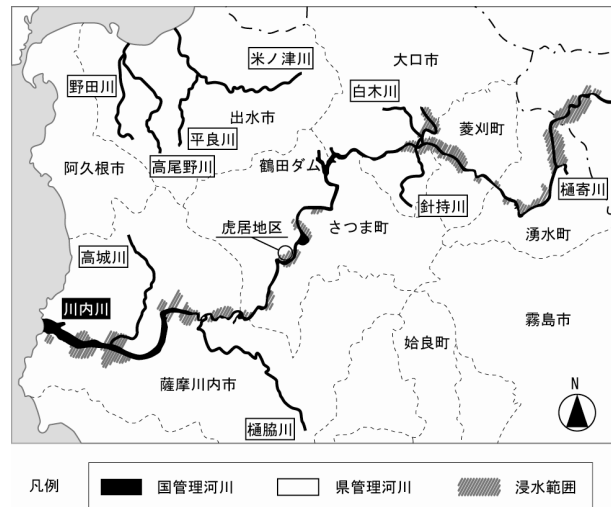 米ノ津川
大口市
野田川
白木川
出水市
菱刈町
平良川
阿久根市
高尾野川
鶴田ダム
樋寄川
針持川
虎居地区
さつま町
湧水町
高城川
川内川
霧島市
姶良町
薩摩川内市
N
樋脇川
凡例
国管理河川
県管理河川
浸水範囲